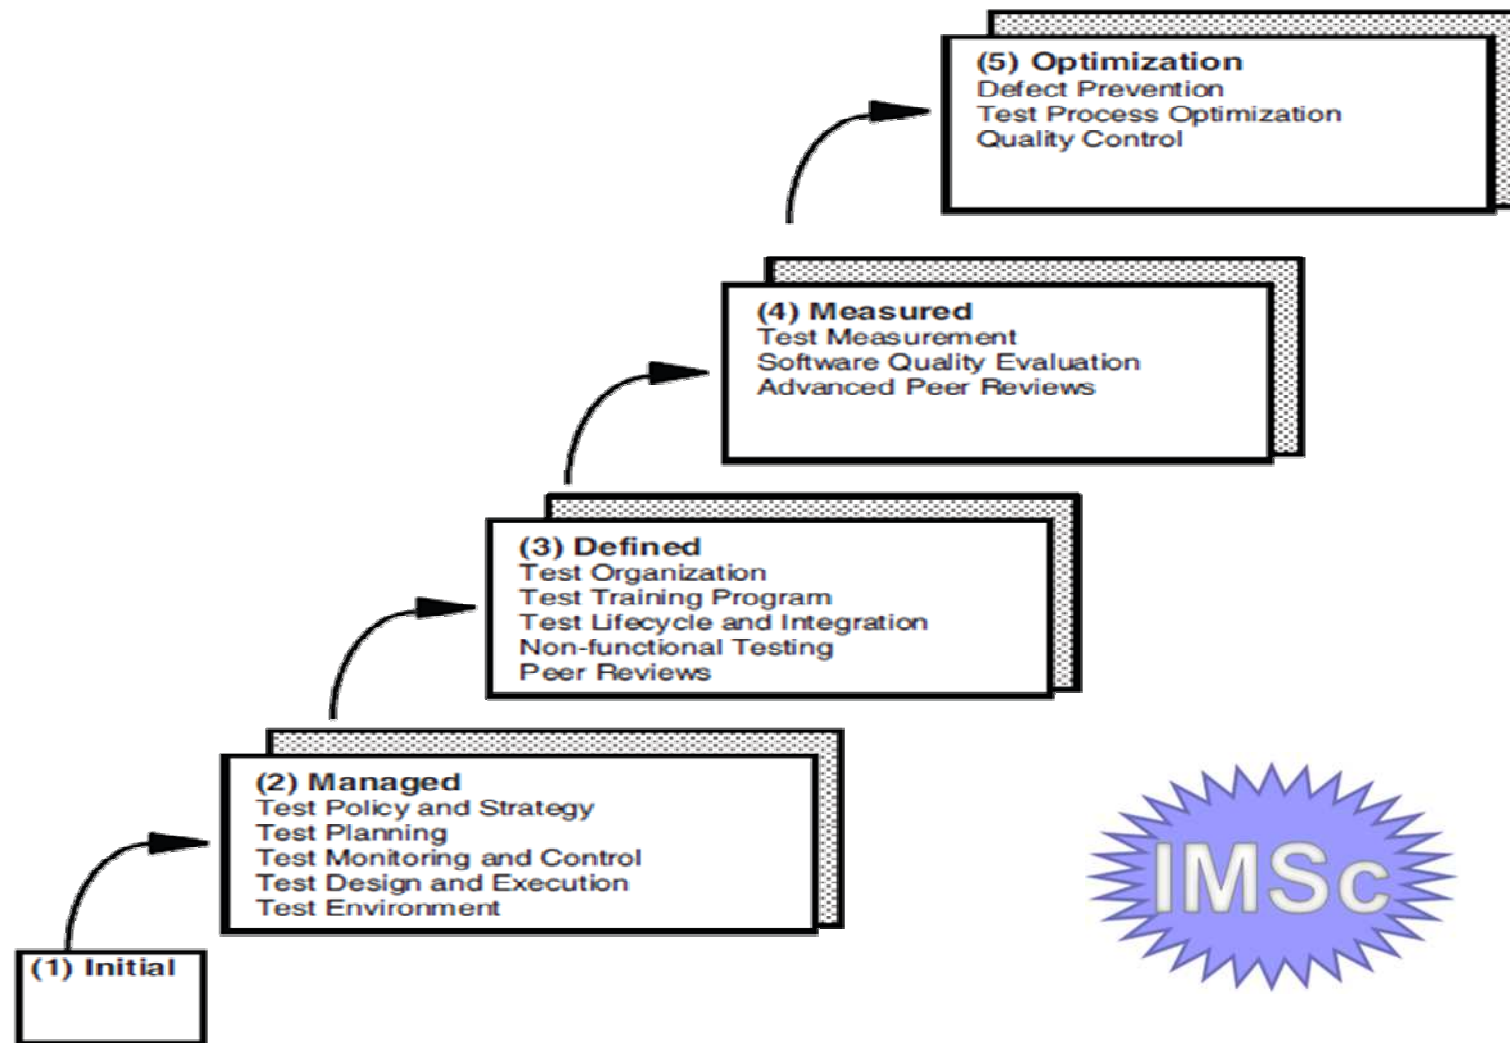 (5) Optimization
Defect Prevention
Test Process Optimization
Quality Control
(4) Measured
Test Measurement
Software Quality Evaluation
Advanced Peer Reviews
(3) Defined
Test Organization
Test Training Program
Test Lifecycle and Integration
Non-functional Testing
Peer Reviews
(2) Managed
Test Policy and Strategy
Test Planning
Test Monitoring and Control
Test Design and Execution
Test Environment
(1) Initial
IMSc